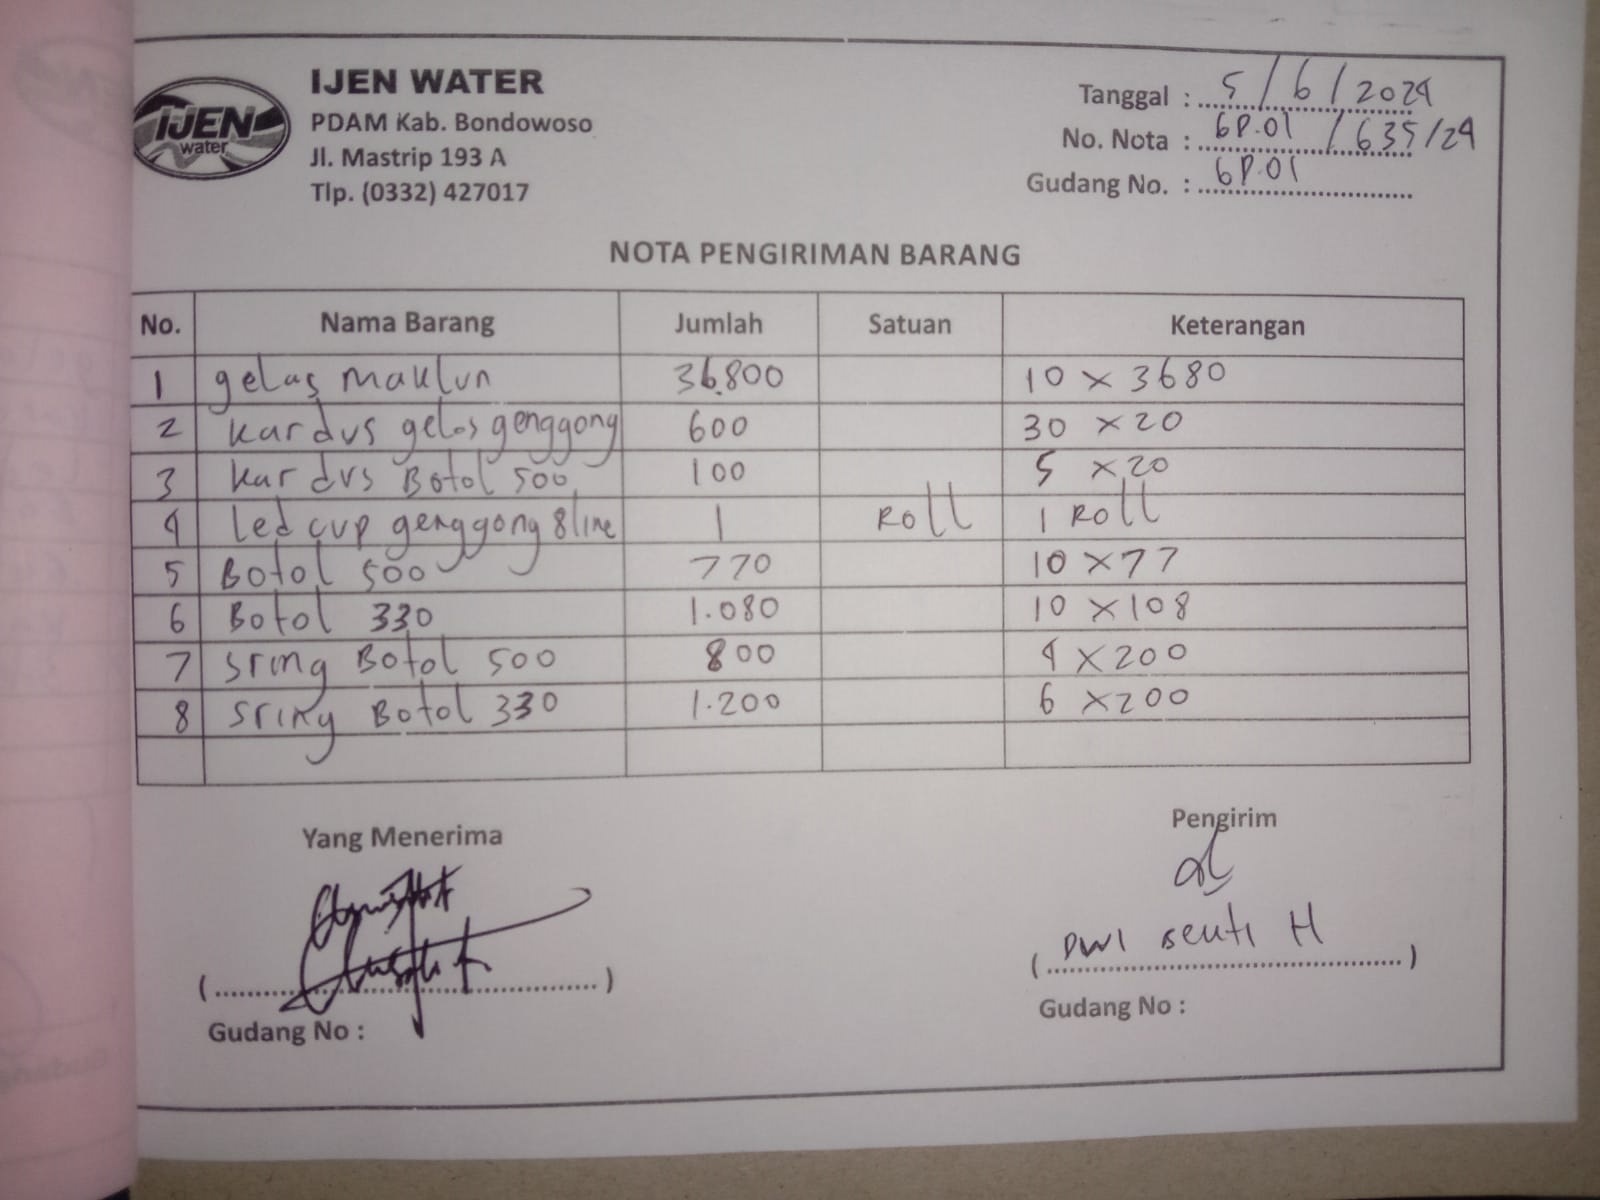 IJEN water
IJEN WATER
PDAM Kab. Bondowoso
Jl. Mastrip 193 A
Tlp. (0332) 427017
Tanggal : 5/6/2024
No. Nota : GP.01 / 635/24
Gudang No. : GP.01
NOTA PENGIRIMAN BARANG
No. Nama Barang Jumlah Satuan Keterangan
1 gelas Maklun 36.800 10 x 3680
2 Kardus gelas genggong 600 30 x 20
3 Kardus Botol 500 100 5 x 20
4 Led cup genggong 8 line 1 Roll 1 Roll
5 Botol 500 770 10 x 77
6 Botol 330 1.080 10 x 108
7 Sring Botol 500 800 4 x 200
8 Sring Botol 330 1.200 6 x 200
Yang Menerima
Pengirim
(....................)
( DWI H )
Gudang No :
Gudang No :